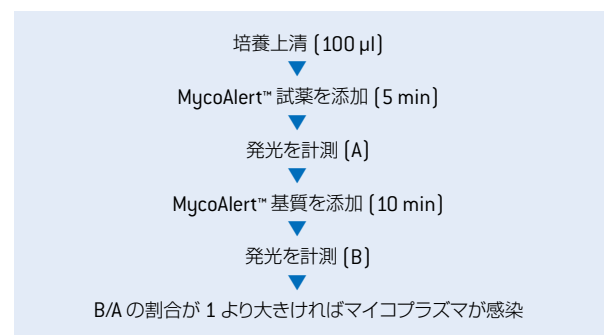 培養上清 (100 µl)
MycoAlert™ 試薬を添加 (5 min)
発光を計測 (A)
MycoAlert™ 基質を添加 (10 min)
発光を計測 (B)
B/A の割合が 1 より大きければマイコプラズマが感染